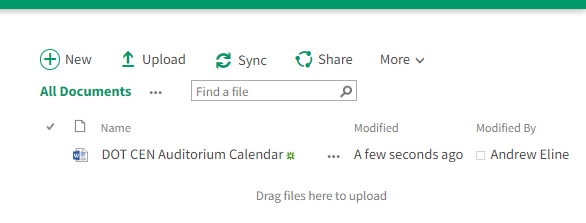 New Upload Sync Share More
All Documents ... Find a file
Name Modified Modified By
DOT CEN Auditorium Calendar ... A few seconds ago Andrew Eline
Drag files here to upload